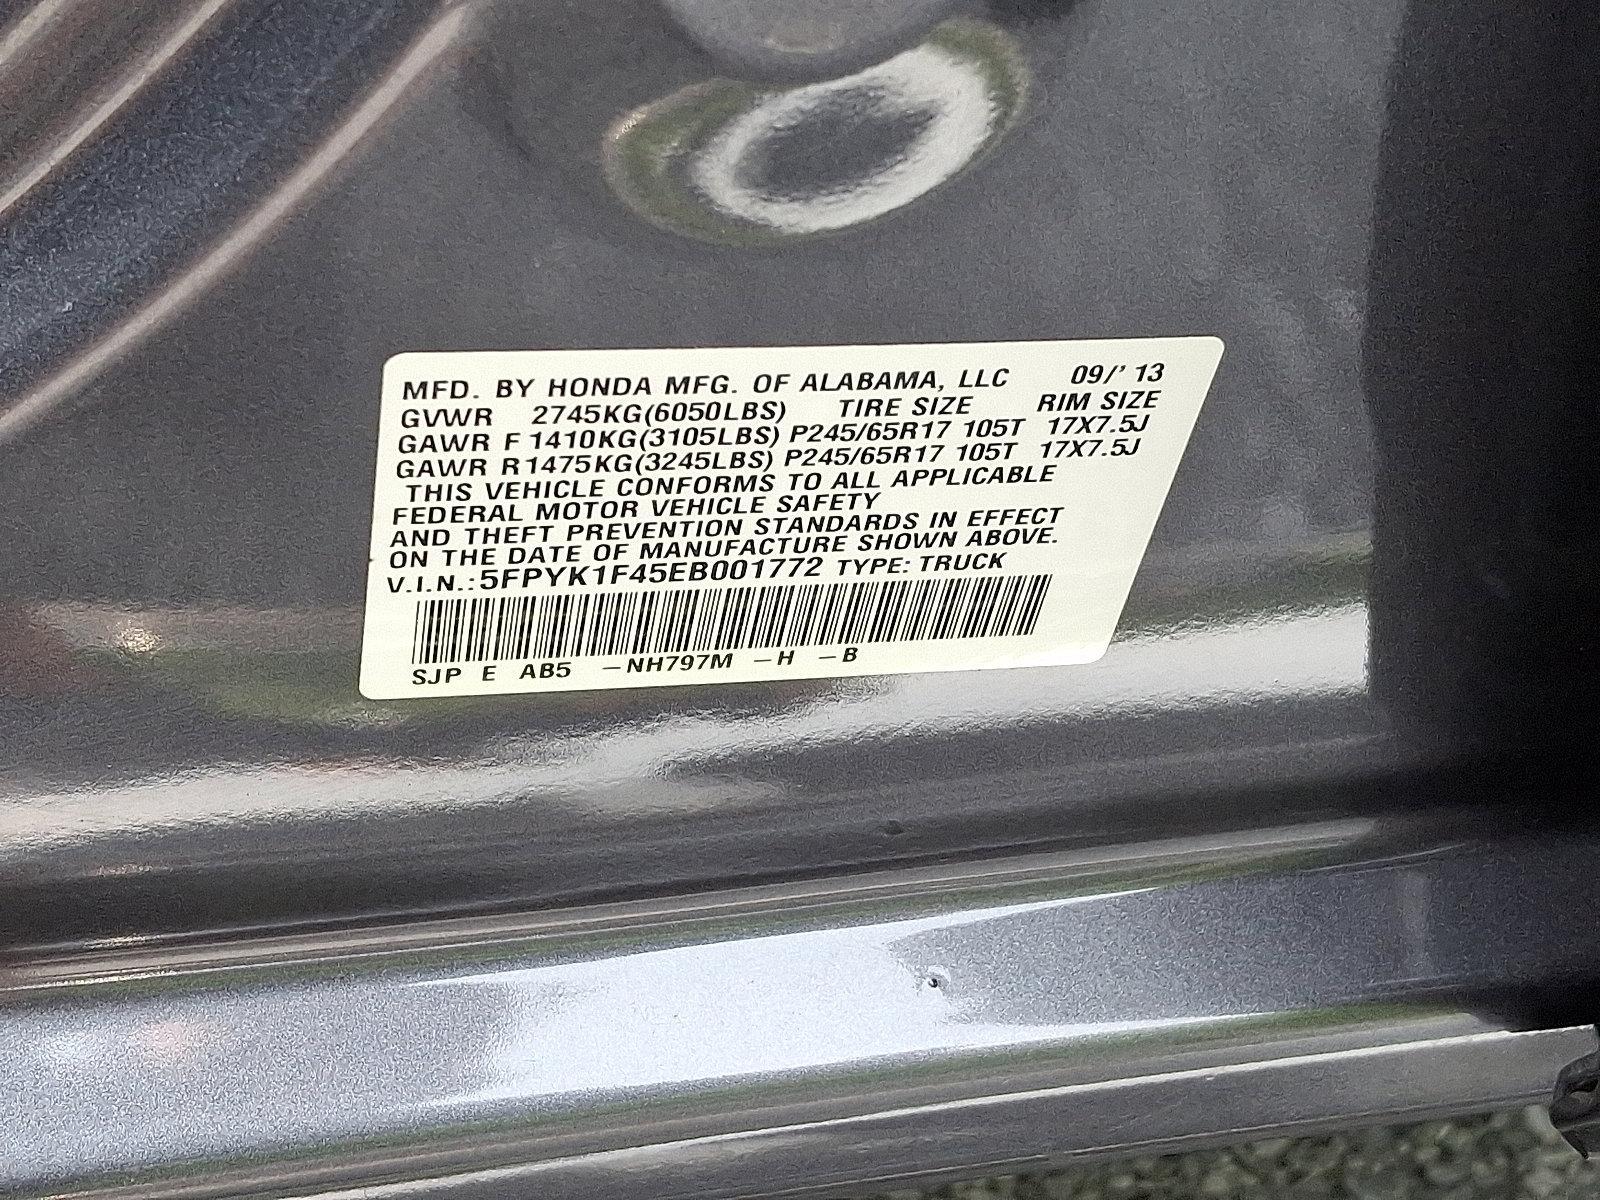 MFD. BY HONDA MFG. OF ALABAMA, LLC 09/' 13
GVWR 2745KG(6050LBS) TIRE SIZE RIM SIZE
GAWR F 1410KG(3105LBS) P245/65R17 105T 17X7.5J
GAWR R 1475KG(3245LBS) P245/65R17 105T 17X7.5J
THIS VEHICLE CONFORMS TO ALL APPLICABLE
FEDERAL MOTOR VEHICLE SAFETY
AND THEFT PREVENTION STANDARDS IN EFFECT
ON THE DATE OF MANUFACTURE SHOWN ABOVE.
V.I.N.: 5FPYK1F45EB001772 TYPE: TRUCK
SJP E AB5 -NH797M -H -B